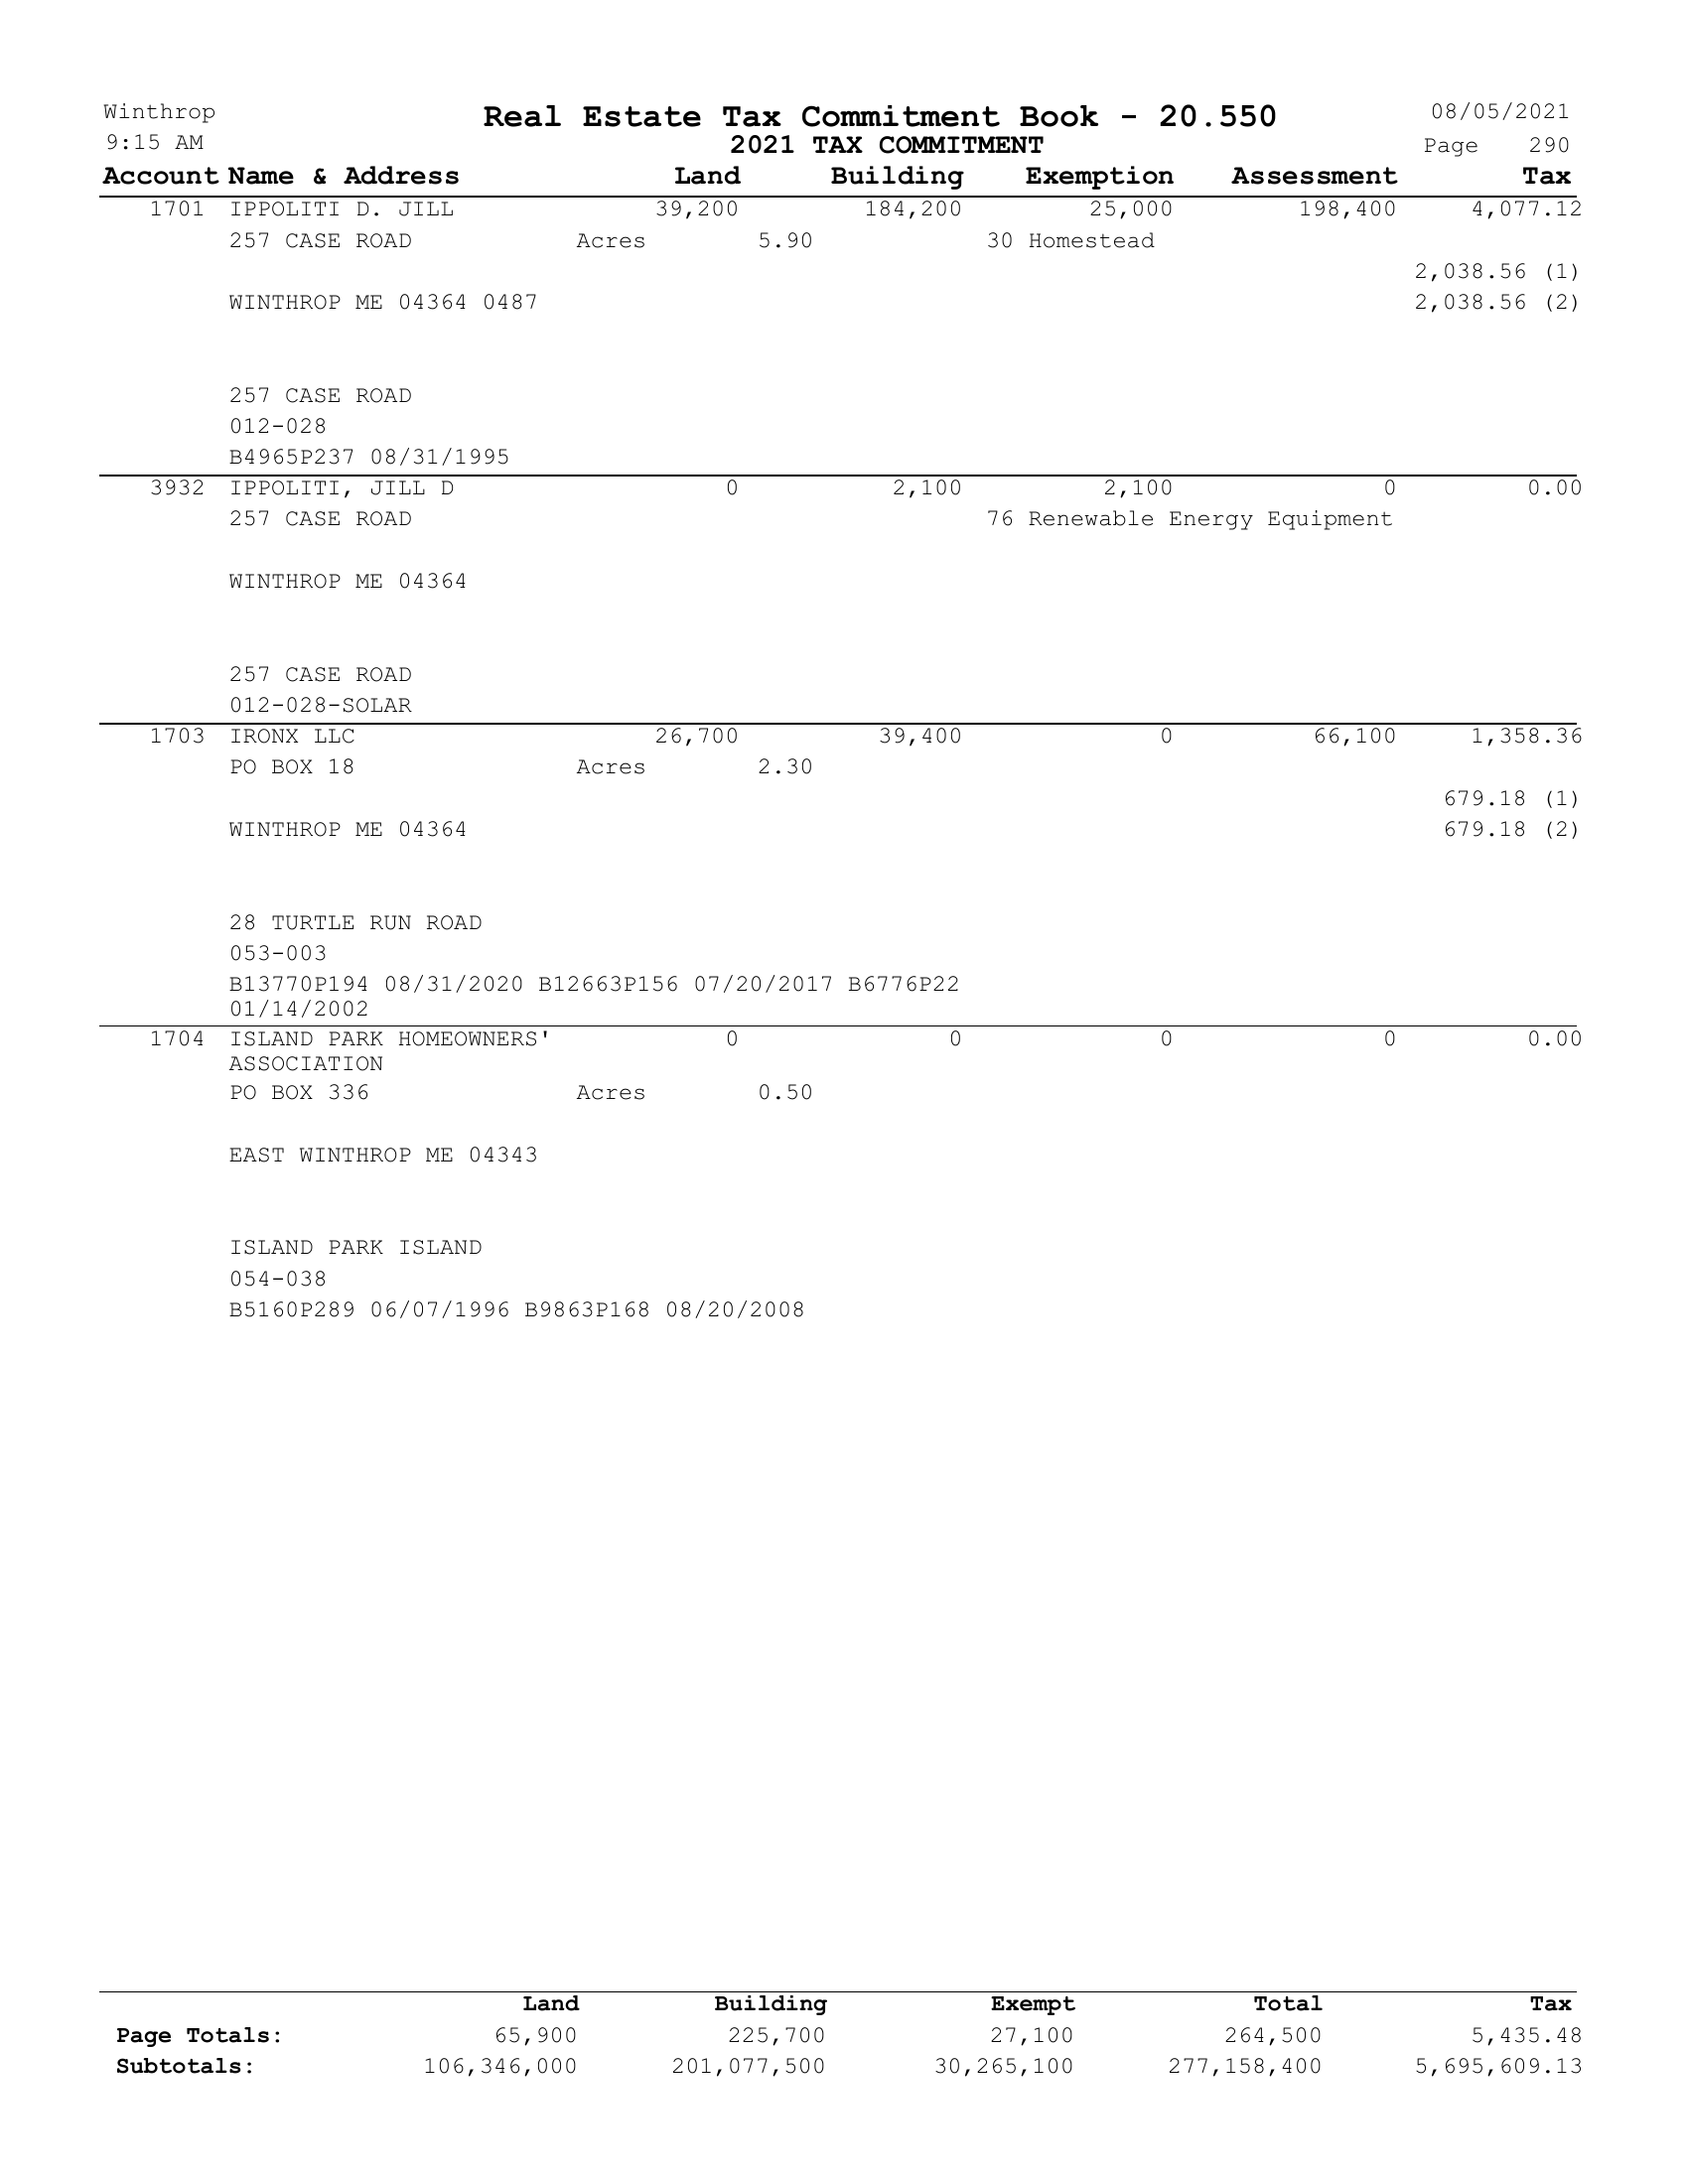 Winthrop Real Estate Tax Commitment Book - 20.550 08/05/2021
9:15 AM 2021 TAX COMMITMENT Page 290
Account Name & Address Land Building Exemption Assessment Tax
1701 IPPOLITI D. JILL 39,200 184,200 25,000 198,400 4,077.12
257 CASE ROAD Acres 5.90 30 Homestead
2,038.56 (1)
WINTHROP ME 04364 0487 2,038.56 (2)
257 CASE ROAD
012-028
B4965P237 08/31/1995
3932 IPPOLITI, JILL D 0 2,100 2,100 0 0.00
257 CASE ROAD 76 Renewable Energy Equipment
WINTHROP ME 04364
257 CASE ROAD
012-028-SOLAR
1703 IRONX LLC 26,700 39,400 0 66,100 1,358.36
PO BOX 18 Acres 2.30
679.18 (1)
WINTHROP ME 04364 679.18 (2)
28 TURTLE RUN ROAD
053-003
B13770P194 08/31/2020 B12663P156 07/20/2017 B6776P22
01/14/2002
1704 ISLAND PARK HOMEOWNERS' 0 0 0 0 0.00
ASSOCIATION
PO BOX 336 Acres 0.50
EAST WINTHROP ME 04343
ISLAND PARK ISLAND
054-038
B5160P289 06/07/1996 B9863P168 08/20/2008
Land Building Exempt Total Tax
Page Totals: 65,900 225,700 27,100 264,500 5,435.48
Subtotals: 106,346,000 201,077,500 30,265,100 277,158,400 5,695,609.13